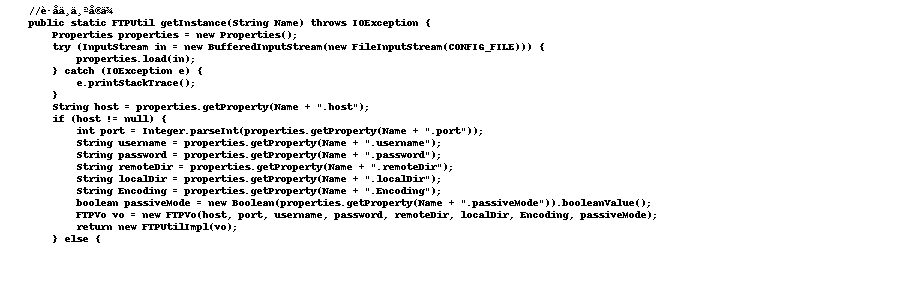 //è·åä¸ä¸ªå®ä¾
public static FTPUtil getInstance(String Name) throws IOException {
Properties properties = new Properties();
try (InputStream in = new BufferedInputStream(new FileInputStream(CONFIG_FILE))) {
properties.load(in);
} catch (IOException e) {
e.printStackTrace();
}
String host = properties.getProperty(Name + ".host");
if (host != null) {
int port = Integer.parseInt(properties.getProperty(Name + ".port"));
String username = properties.getProperty(Name + ".username");
String password = properties.getProperty(Name + ".password");
String remoteDir = properties.getProperty(Name + ".remoteDir");
String localDir = properties.getProperty(Name + ".localDir");
String Encoding = properties.getProperty(Name + ".Encoding");
boolean passiveMode = new Boolean(properties.getProperty(Name + ".passiveMode")).booleanValue();
FTPVo vo = new FTPVo(host, port, username, password, remoteDir, localDir, Encoding, passiveMode);
return new FTPUtilImpl(vo);
} else {